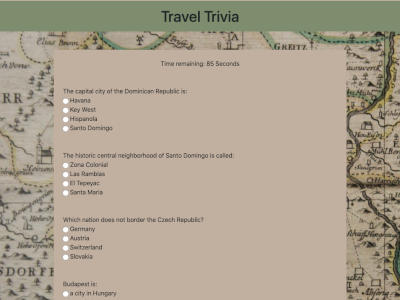 Travel Trivia
Time remaining: 85 Seconds
The capital city of the Dominican Republic is:
Havana
Key West
Hispanola
Santo Domingo
The historic central neighborhood of Santo Domingo is called:
Zona Colonial
Las Ramblas
El Tepeyac
Santa Maria
Which nation does not border the Czech Republic?
Germany
Austria
Switzerland
Slovakia
Budapest is:
a city in Hungary
GREITZ